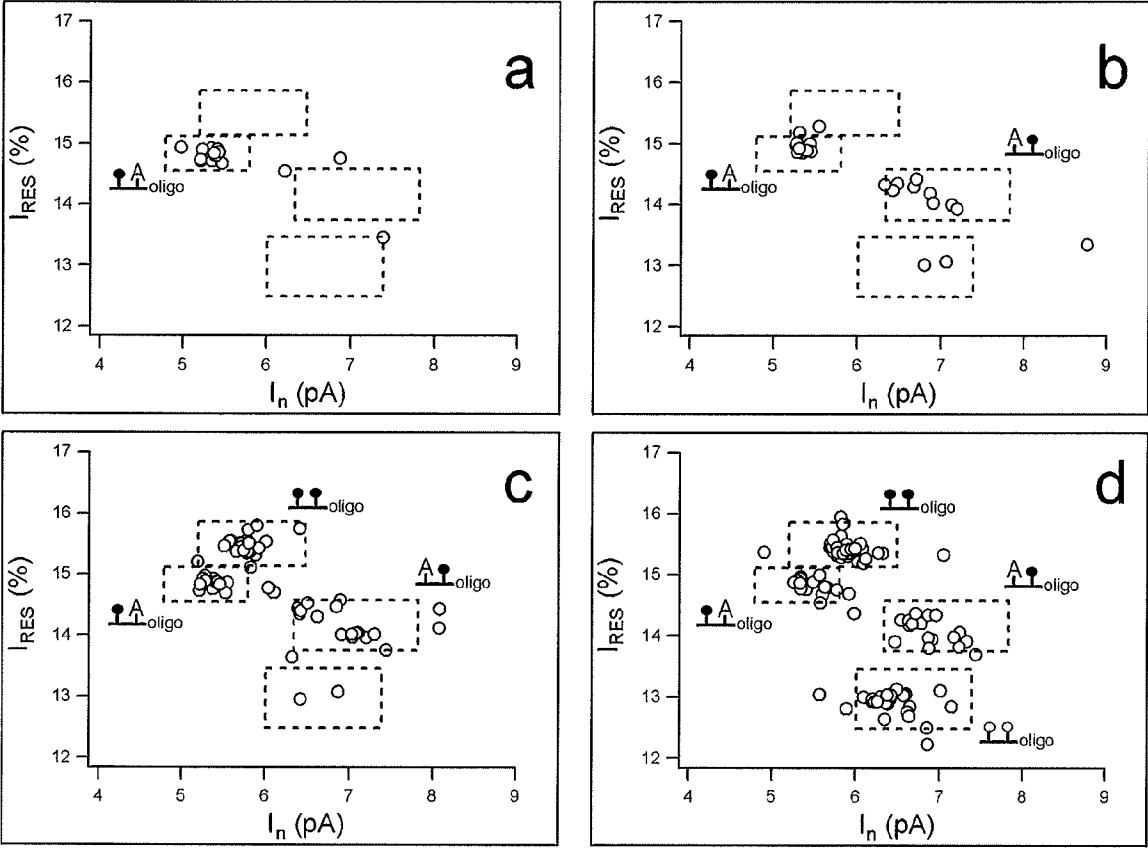 a
17
16
15
14
13
12
I_RES (%)
A
oligo
4 5 6 7 8 9
I_n (pA)
b
17
16
15
14
13
12
I_RES (%)
A
oligo
A
oligo
4 5 6 7 8 9
I_n (pA)
c
17
16
15
14
13
12
I_RES (%)
oligo
A
oligo
A
oligo
4 5 6 7 8 9
I_n (pA)
d
17
16
15
14
13
12
I_RES (%)
oligo
A
oligo
A
oligo
oligo
4 5 6 7 8 9
I_n (pA)